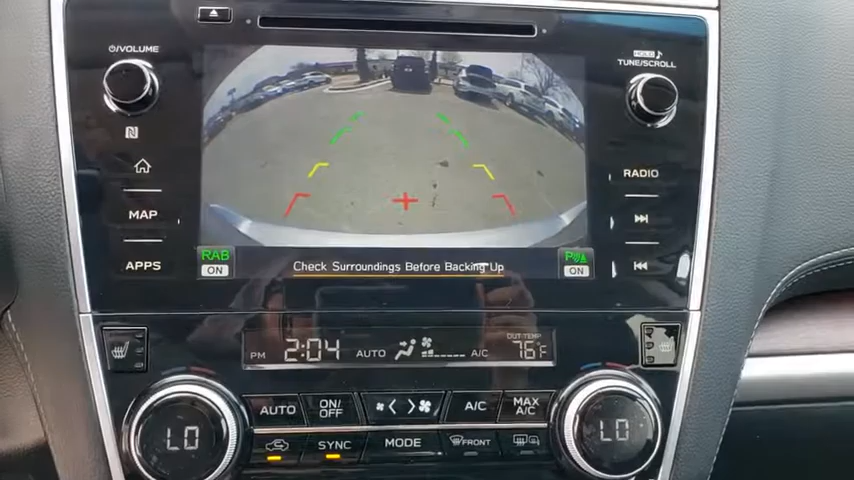 VOLUME
HOLD
TUNE/SCROLL
N
MAP
APPS
RADIO
RAB
ON
Check Surroundings Before Backing Up
ON
PM 2:04 AUTO A/C OUT TEMP 76°F
LO
AUTO
ON/OFF
A/C
MAX A/C
SYNC
MODE
FRONT
LO